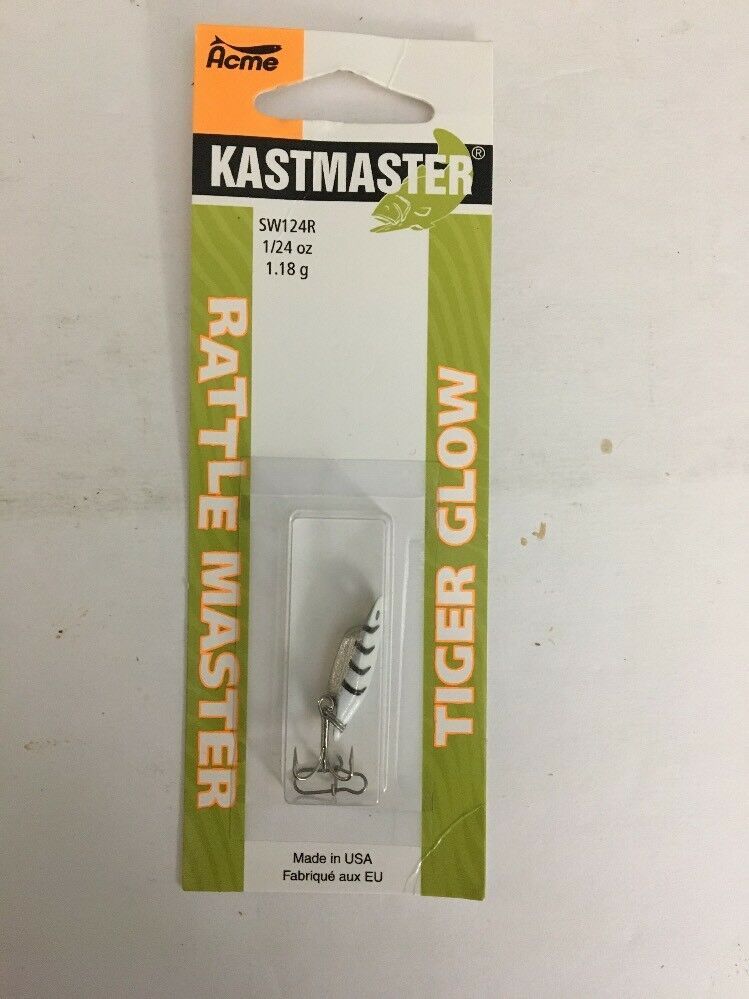 Acme
KASTMASTER®
SW124R
1/24 oz
1.18 g
RATTLE MASTER
TIGER GLOW
Made in USA
Fabriqué aux EU